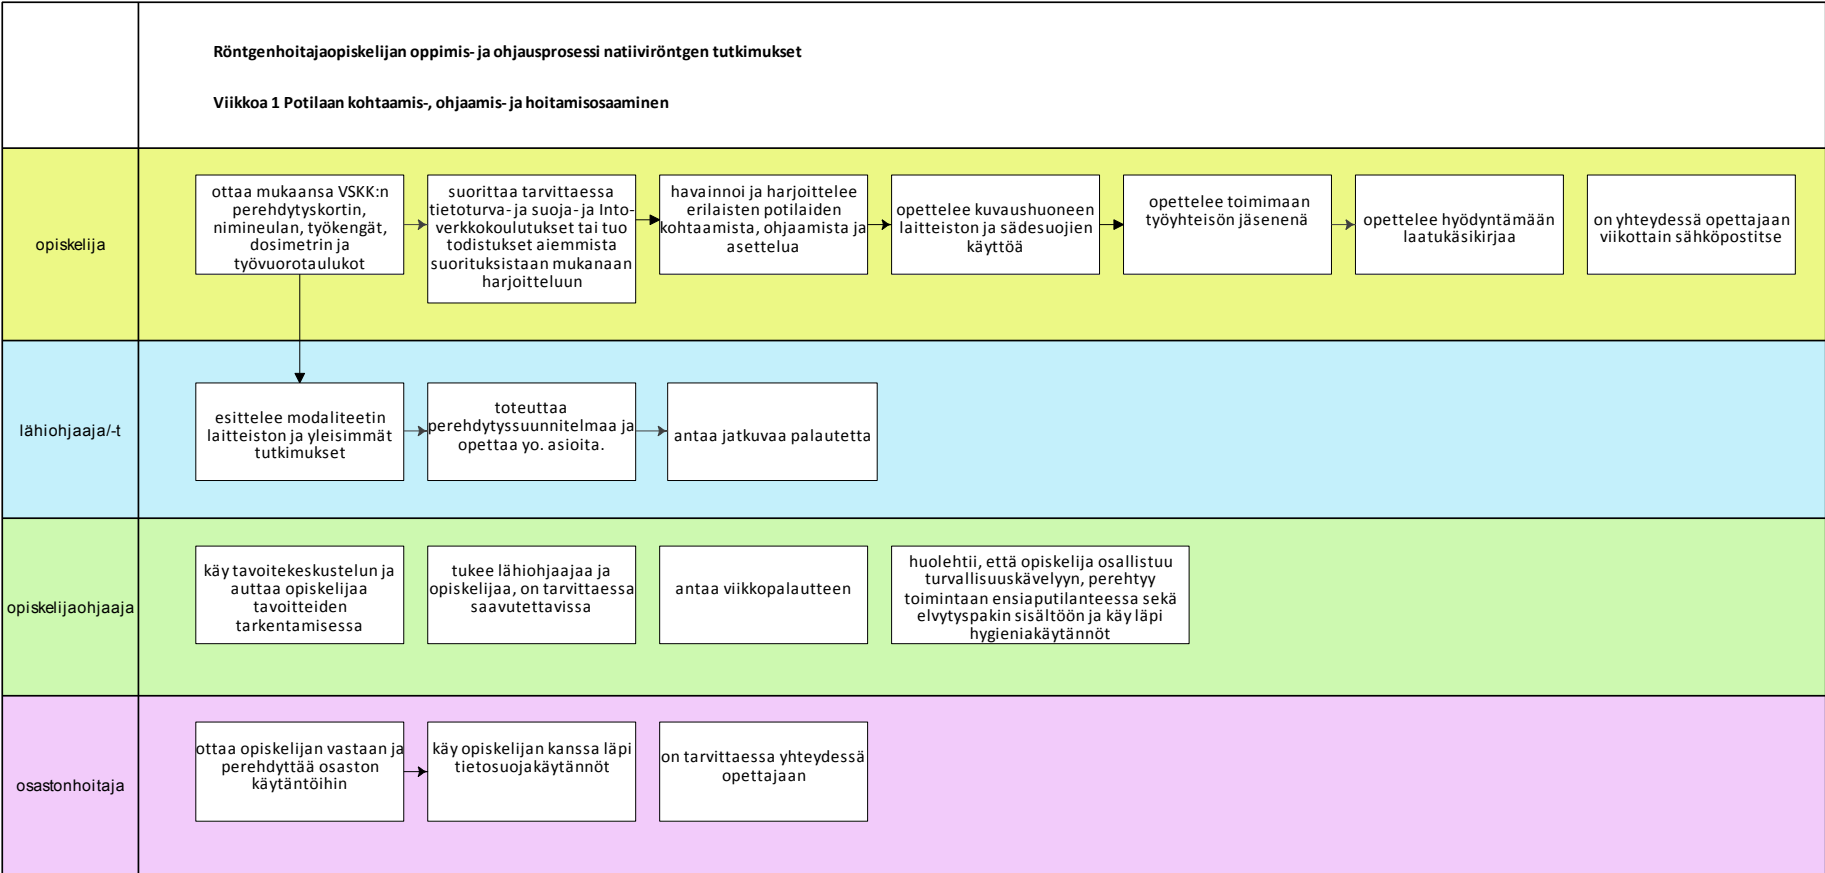 Röntgenhoitajaopiskelijan oppimis- ja ohjausprosessi natiiviröntgen tutkimukset
Viikkoa 1 Potilaan kohtaamis-, ohjaamis- ja hoitamisosaaminen
opiskelija
ottaa mukaansa VSKK:n
perehdytyskortin,
nimineulan, työkengät,
dosimetrin ja
työvuorotaulukot
suorittaa tarvittaessa
tietoturva- ja suoja- ja Into-
verkkokoulutukset tai tuo
todistukset aiemmista
suorituksistaan mukanaan
harjoitteluun
havainnoi ja harjoittelee
erilaisten potilaiden
kohtaamista, ohjaamista ja
asettelua
opettelee kuvaushuoneen
laitteiston ja sädesuojien
käyttöä
opettelee toimimaan
työyhteisön jäsenenä
opettelee hyödyntämään
laatukäsikirjaa
on yhteydessä opettajaan
viikottain sähköpostitse
lähiohjaaja/-t
esittelee modaliteetin
laitteiston ja yleisimmät
tutkimukset
toteuttaa
perehdytyssuunnitelmaa ja
opettaa yo. asioita.
antaa jatkuvaa palautetta
opiskelijaohjaaja
käy tavoitekeskustelun ja
auttaa opiskelijaa
tavoitteiden
tarkentamisessa
tukee lähiohjaajaa ja
opiskelijaa, on tarvittaessa
saavutettavissa
antaa viikkopalautteen
huolehtii, että opiskelija osallistuu
turvallisuuskävelyyn, perehtyy
toimintaan ensiaputilanteessa sekä
elvytyspakin sisältöön ja käy läpi
hygieniakäytännöt
osastonhoitaja
ottaa opiskelijan vastaan ja
perehdyttää osaston
käytäntöihin
käy opiskelijan kanssa läpi
tietosuojakäytännöt
on tarvittaessa yhteydessä
opettajaan